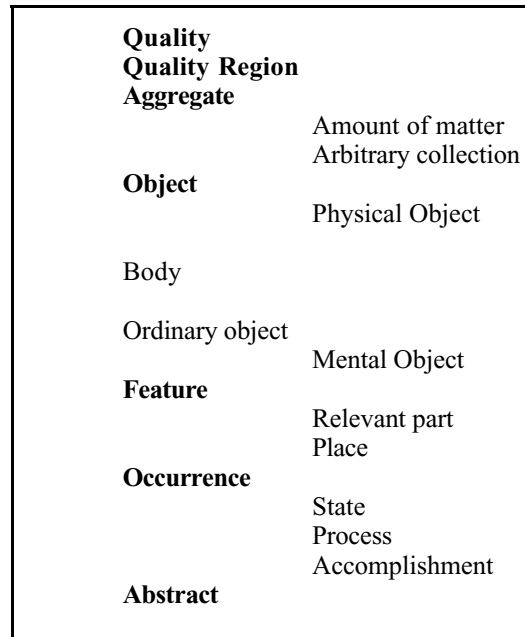 Quality
Quality Region
Aggregate
Amount of matter
Arbitrary collection
Object
Physical Object
Body
Ordinary object
Mental Object
Feature
Relevant part
Place
Occurrence
State
Process
Accomplishment
Abstract